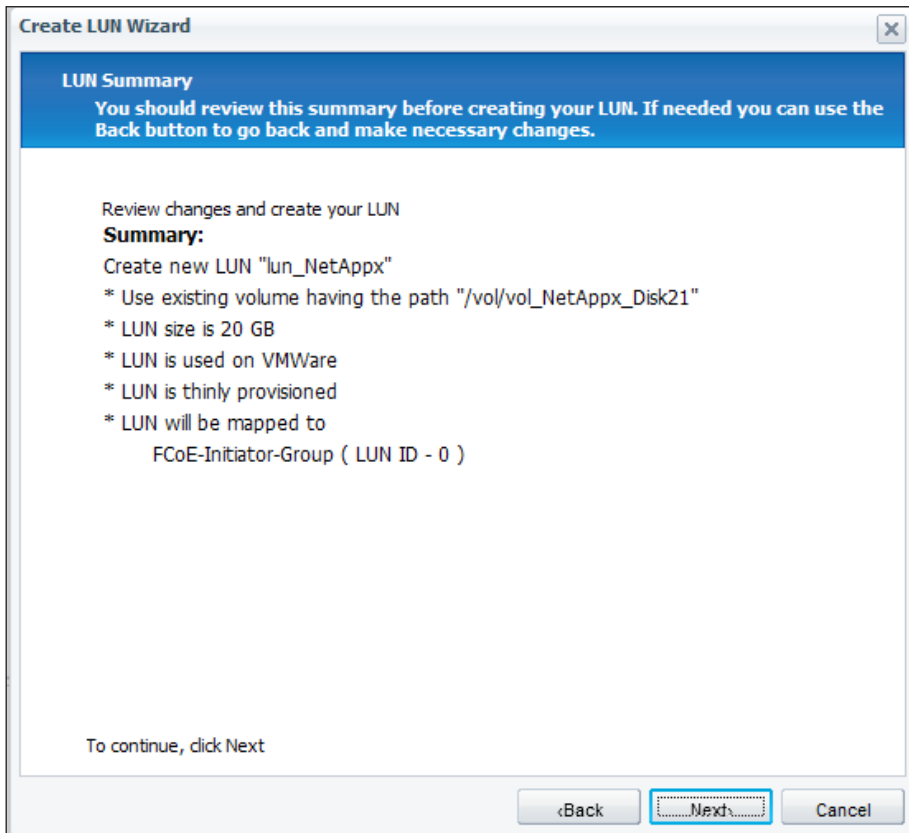 Create LUN Wizard
LUN Summary
You should review this summary before creating your LUN. If needed you can use the
Back button to go back and make necessary changes.
Review changes and create your LUN
Summary:
Create new LUN "lun_NetAppx"
* Use existing volume having the path "/vol/vol_NetAppx_Disk21"
* LUN size is 20 GB
* LUN is used on VMWare
* LUN is thinly provisioned
* LUN will be mapped to
FCoE-Initiator-Group ( LUN ID - 0 )
To continue, click Next
‹Back Next› Cancel